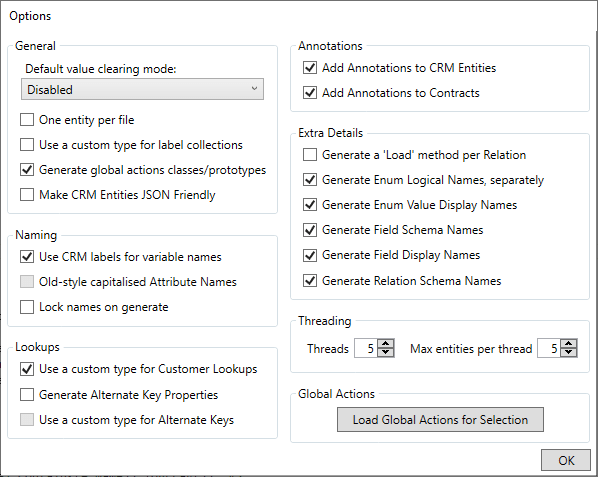 Options
General
Default value clearing mode:
Disabled
One entity per file
Use a custom type for label collections
Generate global actions classes/prototypes
Make CRM Entities JSON Friendly
Naming
Use CRM labels for variable names
Old-style capitalised Attribute Names
Lock names on generate
Lookups
Use a custom type for Customer Lookups
Generate Alternate Key Properties
Use a custom type for Alternate Keys
Annotations
Add Annotations to CRM Entities
Add Annotations to Contracts
Extra Details
Generate a 'Load' method per Relation
Generate Enum Logical Names, separately
Generate Enum Value Display Names
Generate Field Schema Names
Generate Field Display Names
Generate Relation Schema Names
Threading
Threads 5 Max entities per thread 5
Global Actions
Load Global Actions for Selection
OK